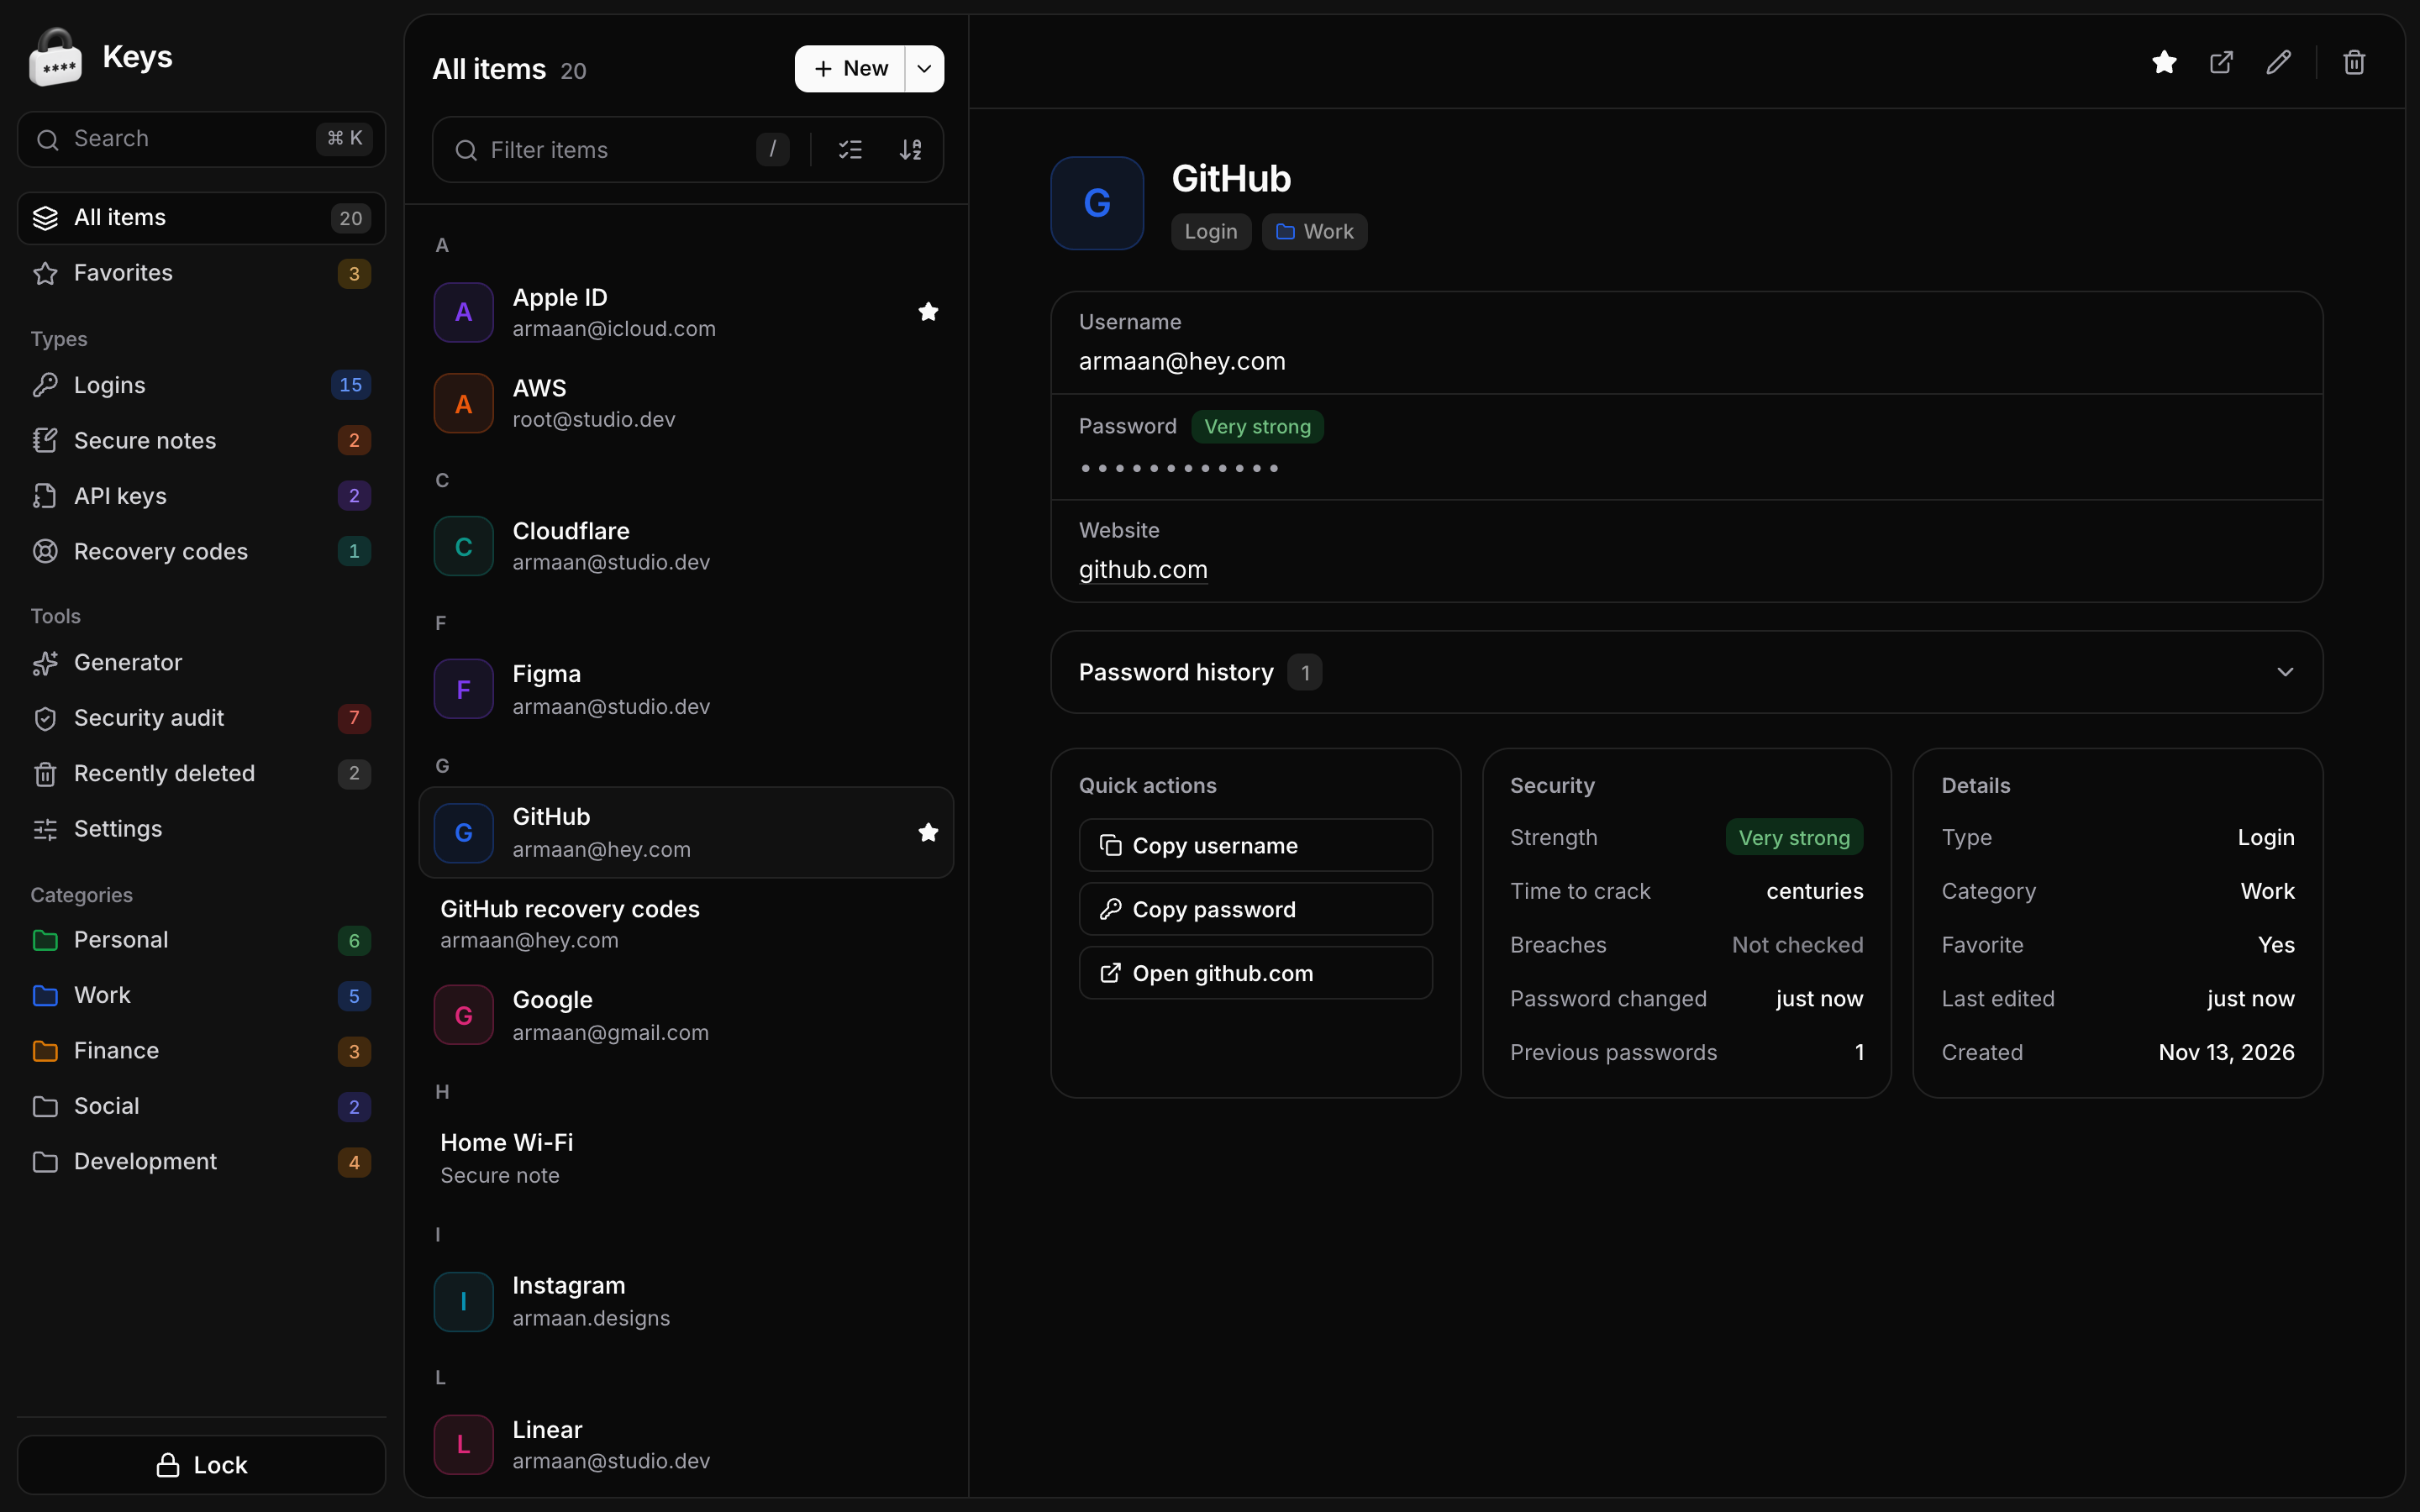 ****
Keys
Search
⌘ K
All items
20
Favorites
3
Types
Logins
15
Secure notes
2
API keys
2
Recovery codes
1
Tools
Generator
Security audit
7
Recently deleted
2
Settings
Categories
Personal
6
Work
5
Finance
3
Social
2
Development
4
Lock
All items 20
New
Filter items
/
A
A
Apple ID
armaan@icloud.com
A
AWS
root@studio.dev
C
C
Cloudflare
armaan@studio.dev
F
F
Figma
armaan@studio.dev
G
G
GitHub
armaan@hey.com
GitHub recovery codes
armaan@hey.com
G
Google
armaan@gmail.com
H
Home Wi-Fi
Secure note
I
I
Instagram
armaan.designs
L
L
Linear
armaan@studio.dev
G
GitHub
Login
Work
Username
armaan@hey.com
Password
Very strong
••••••••••••
Website
github.com
Password history 1
Quick actions
Copy username
Copy password
Open github.com
Security
Strength Very strong
Time to crack centuries
Breaches Not checked
Password changed just now
Previous passwords 1
Details
Type Login
Category Work
Favorite Yes
Last edited just now
Created Nov 13, 2026